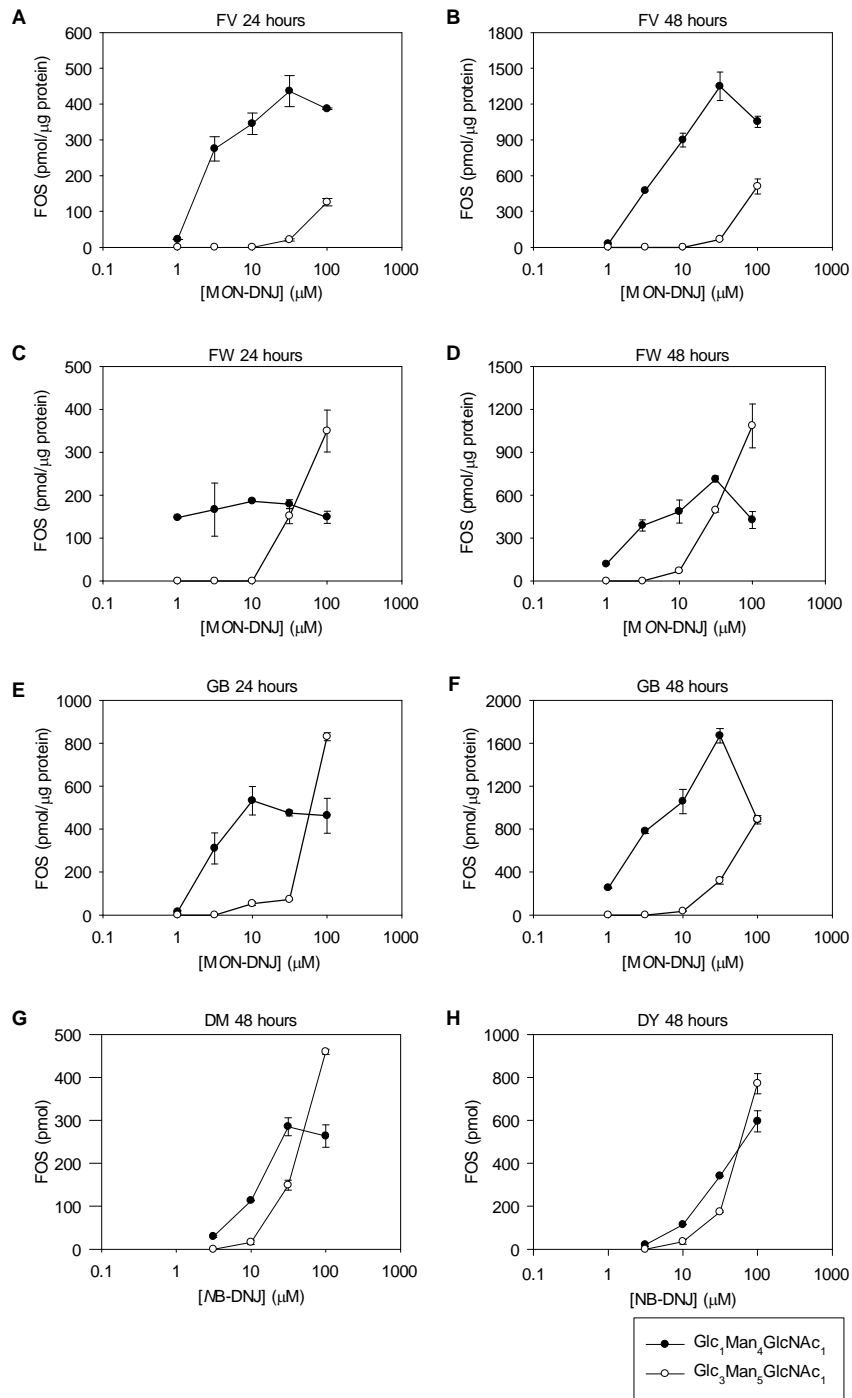 A
FV 24 hours
FOS (pmol/µg protein)
600
500
400
300
200
100
0
0.1 1 10 100 1000
[MON-DNJ] (µM)
B
FV 48 hours
FOS (pmol/µg protein)
1800
1500
1200
900
600
300
0
0.1 1 10 100 1000
[MON-DNJ] (µM)
C
FW 24 hours
FOS (pmol/µg protein)
500
400
300
200
100
0
0.1 1 10 100 1000
[MON-DNJ] (µM)
D
FW 48 hours
FOS (pmol/µg protein)
1500
1200
900
600
300
0
0.1 1 10 100 1000
[MON-DNJ] (µM)
E
GB 24 hours
FOS (pmol/µg protein)
1000
800
600
400
200
0
0.1 1 10 100 1000
[MON-DNJ] (µM)
F
GB 48 hours
FOS (pmol/µg protein)
2000
1600
1200
800
400
0
0.1 1 10 100 1000
[MON-DNJ] (µM)
G
DM 48 hours
FOS (pmol)
500
400
300
200
100
0
0.1 1 10 100 1000
[NB-DNJ] (µM)
H
DY 48 hours
FOS (pmol)
1000
800
600
400
200
0
0.1 1 10 100 1000
[NB-DNJ] (µM)
Glc₁Man₄GlcNAc₁
Glc₃Man₅GlcNAc₁